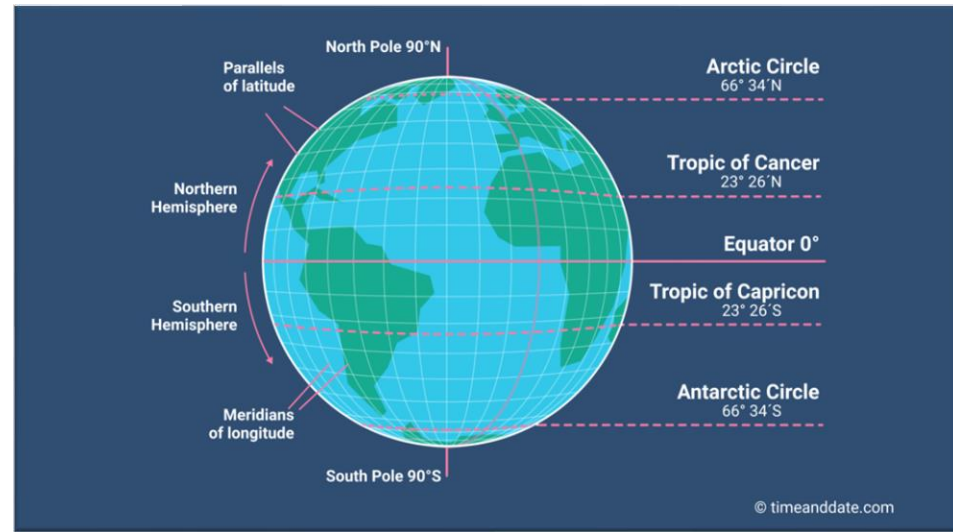 North Pole 90°N
Parallels
of latitude
Arctic Circle
66° 34´N
Tropic of Cancer
23° 26´N
Northern
Hemisphere
Equator 0°
Tropic of Capricon
23° 26´S
Southern
Hemisphere
Antarctic Circle
66° 34´S
Meridians
of longitude
South Pole 90°S
© timeanddate.com